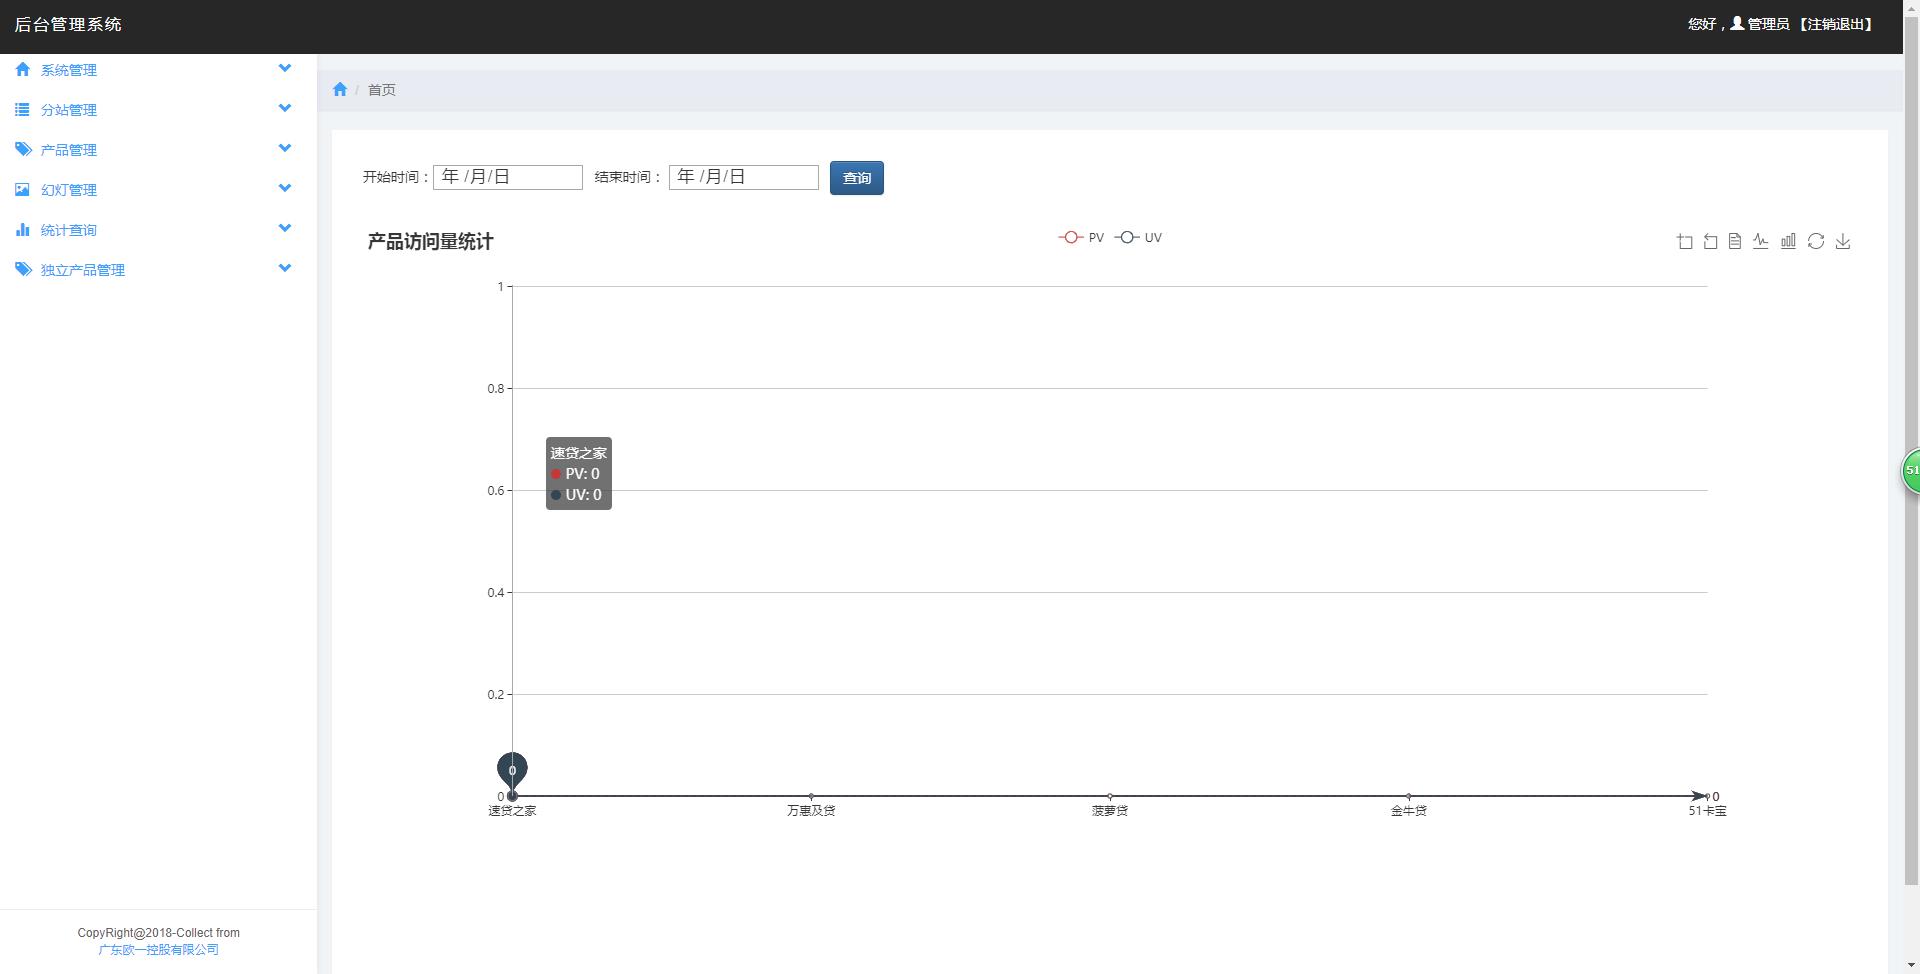 后台管理系统
您好，管理员 【注销退出】
系统管理
分站管理
产品管理
幻灯管理
统计查询
独立产品管理
/ 首页
开始时间： 年 /月/日 结束时间： 年 /月/日 查询
产品访问量统计
PV UV
1
0.8
速贷之家
PV: 0
UV: 0
0.6
0.4
0.2
0
0
0
速贷之家 万惠及贷 菠萝贷 金牛贷 51卡宝
51
CopyRight@2018-Collect from
广东欧一控股有限公司